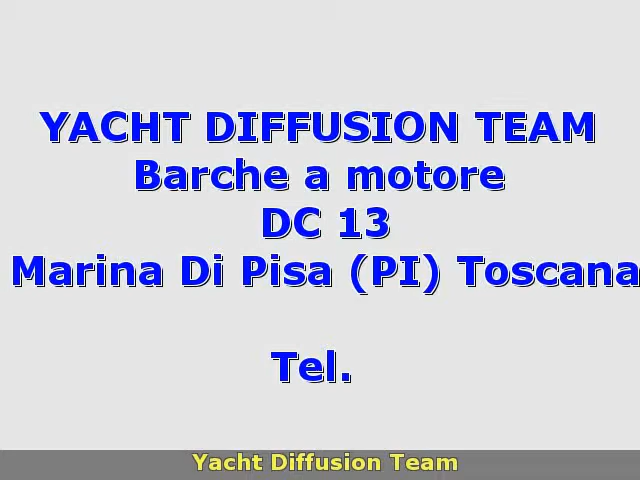 YACHT DIFFUSION TEAM
Barche a motore
DC 13
Marina Di Pisa (PI) Toscana
Tel.
Yacht Diffusion Team